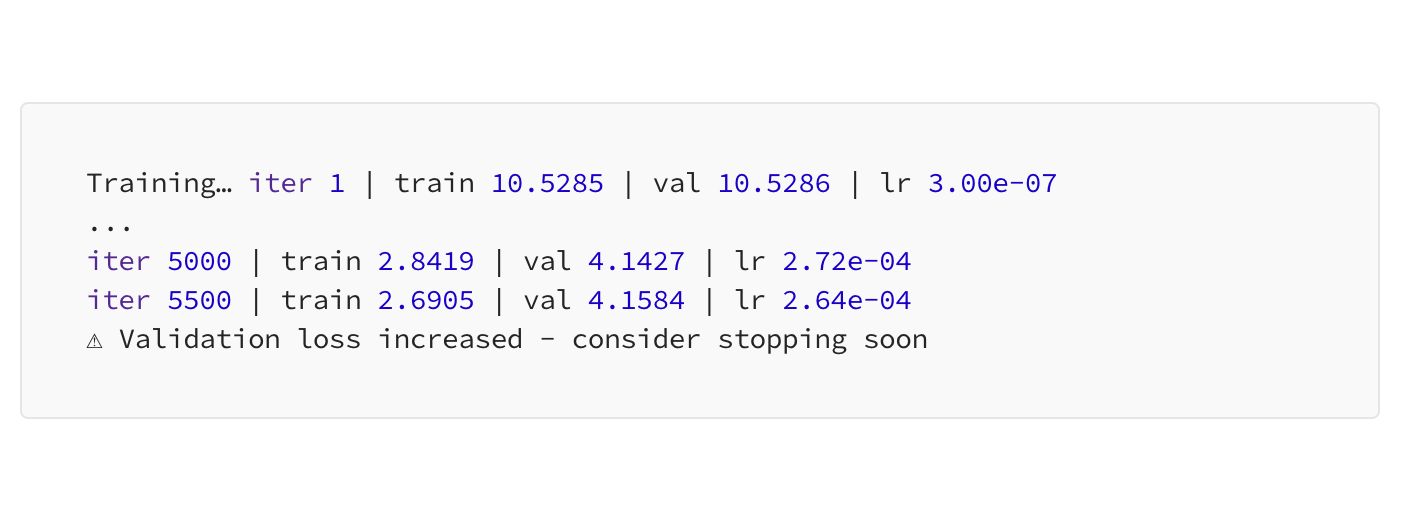 Training… iter 1 | train 10.5285 | val 10.5286 | lr 3.00e-07
...
iter 5000 | train 2.8419 | val 4.1427 | lr 2.72e-04
iter 5500 | train 2.6905 | val 4.1584 | lr 2.64e-04
⚠ Validation loss increased - consider stopping soon